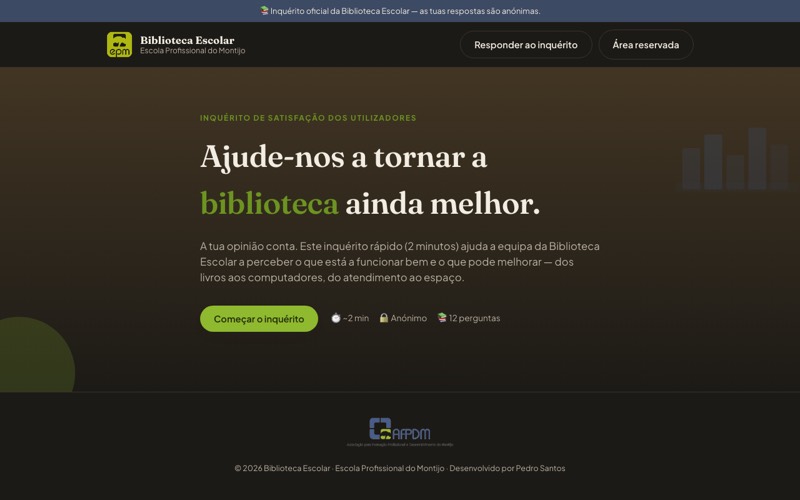 Inquérito oficial da Biblioteca Escolar — as tuas respostas são anónimas.
epm
Biblioteca Escolar
Escola Profissional do Montijo
Responder ao inquérito
Área reservada
INQUÉRITO DE SATISFAÇÃO DOS UTILIZADORES
Ajude-nos a tornar a
biblioteca ainda melhor.
A tua opinião conta. Este inquérito rápido (2 minutos) ajuda a equipa da Biblioteca
Escolar a perceber o que está a funcionar bem e o que pode melhorar — dos
livros aos computadores, do atendimento ao espaço.
Começar o inquérito
~2 min
Anónimo
12 perguntas
AFPDM
© 2026 Biblioteca Escolar · Escola Profissional do Montijo · Desenvolvido por Pedro Santos